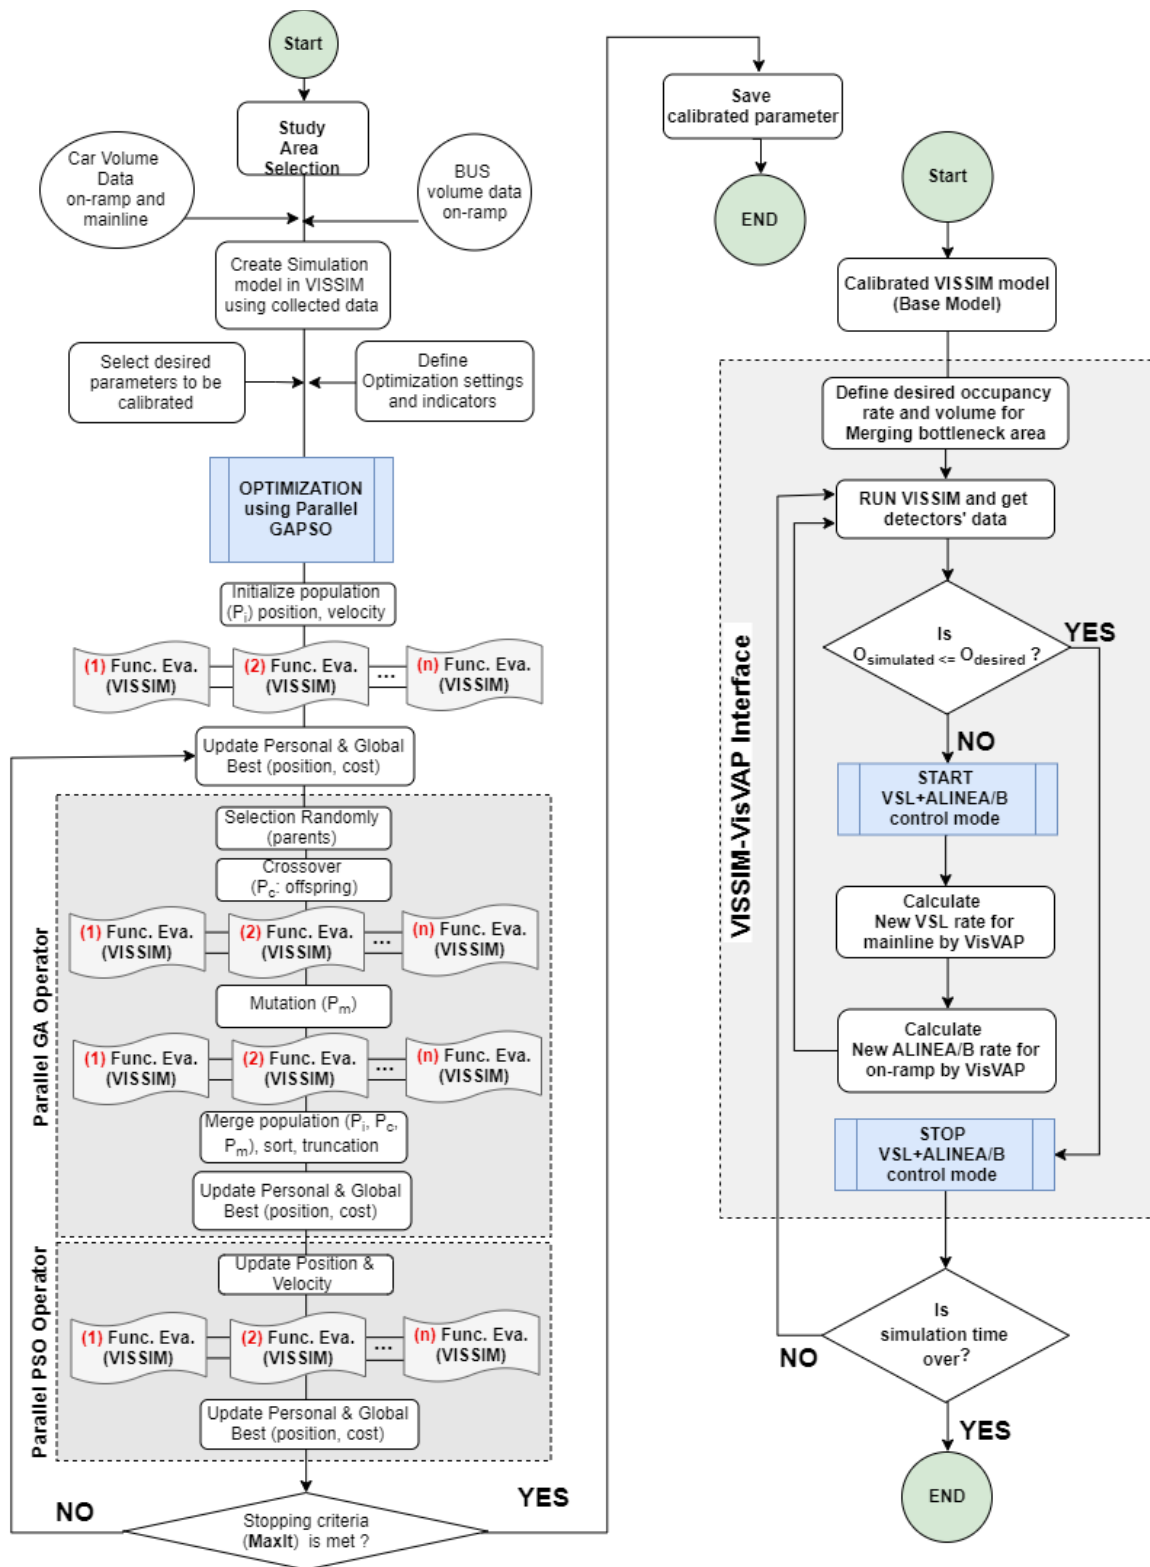 Start
Study
Area
Selection
Car Volume
Data
on-ramp and
mainline
BUS
volume data
on-ramp
Create Simulation
model in VISSIM
using collected data
Select desired
parameters to be
calibrated
Define
Optimization settings
and indicators
OPTIMIZATION
using Parallel
GAPSO
Initialize population
(Pi) position, velocity
(1) Func. Eva.
(VISSIM)
(2) Func. Eva.
(VISSIM)
...
(n) Func. Eva.
(VISSIM)
Update Personal & Global
Best (position, cost)
Parallel GA Operator
Selection Randomly
(parents)
Crossover
(Pc: offspring)
(1) Func. Eva.
(VISSIM)
(2) Func. Eva.
(VISSIM)
...
(n) Func. Eva.
(VISSIM)
Mutation (Pm)
(1) Func. Eva.
(VISSIM)
(2) Func. Eva.
(VISSIM)
...
(n) Func. Eva.
(VISSIM)
Merge population (Pi, Pc,
Pm), sort, truncation
Update Personal & Global
Best (position, cost)
Parallel PSO Operator
Update Position &
Velocity
(1) Func. Eva.
(VISSIM)
(2) Func. Eva.
(VISSIM)
...
(n) Func. Eva.
(VISSIM)
Update Personal & Global
Best (position, cost)
NO
YES
Stopping criteria
(MaxIt) is met ?
Save
calibrated parameter
END
Start
Calibrated VISSIM model
(Base Model)
VISSIM-VisVAP Interface
Define desired occupancy
rate and volume for
Merging bottleneck area
RUN VISSIM and get
detectors' data
Is
Osimulated <= Odesired ?
YES
NO
START
VSL+ALINEA/B
control mode
Calculate
New VSL rate for
mainline by VisVAP
Calculate
New ALINEA/B rate for
on-ramp by VisVAP
STOP
VSL+ALINEA/B
control mode
Is
simulation time
over?
NO
YES
END